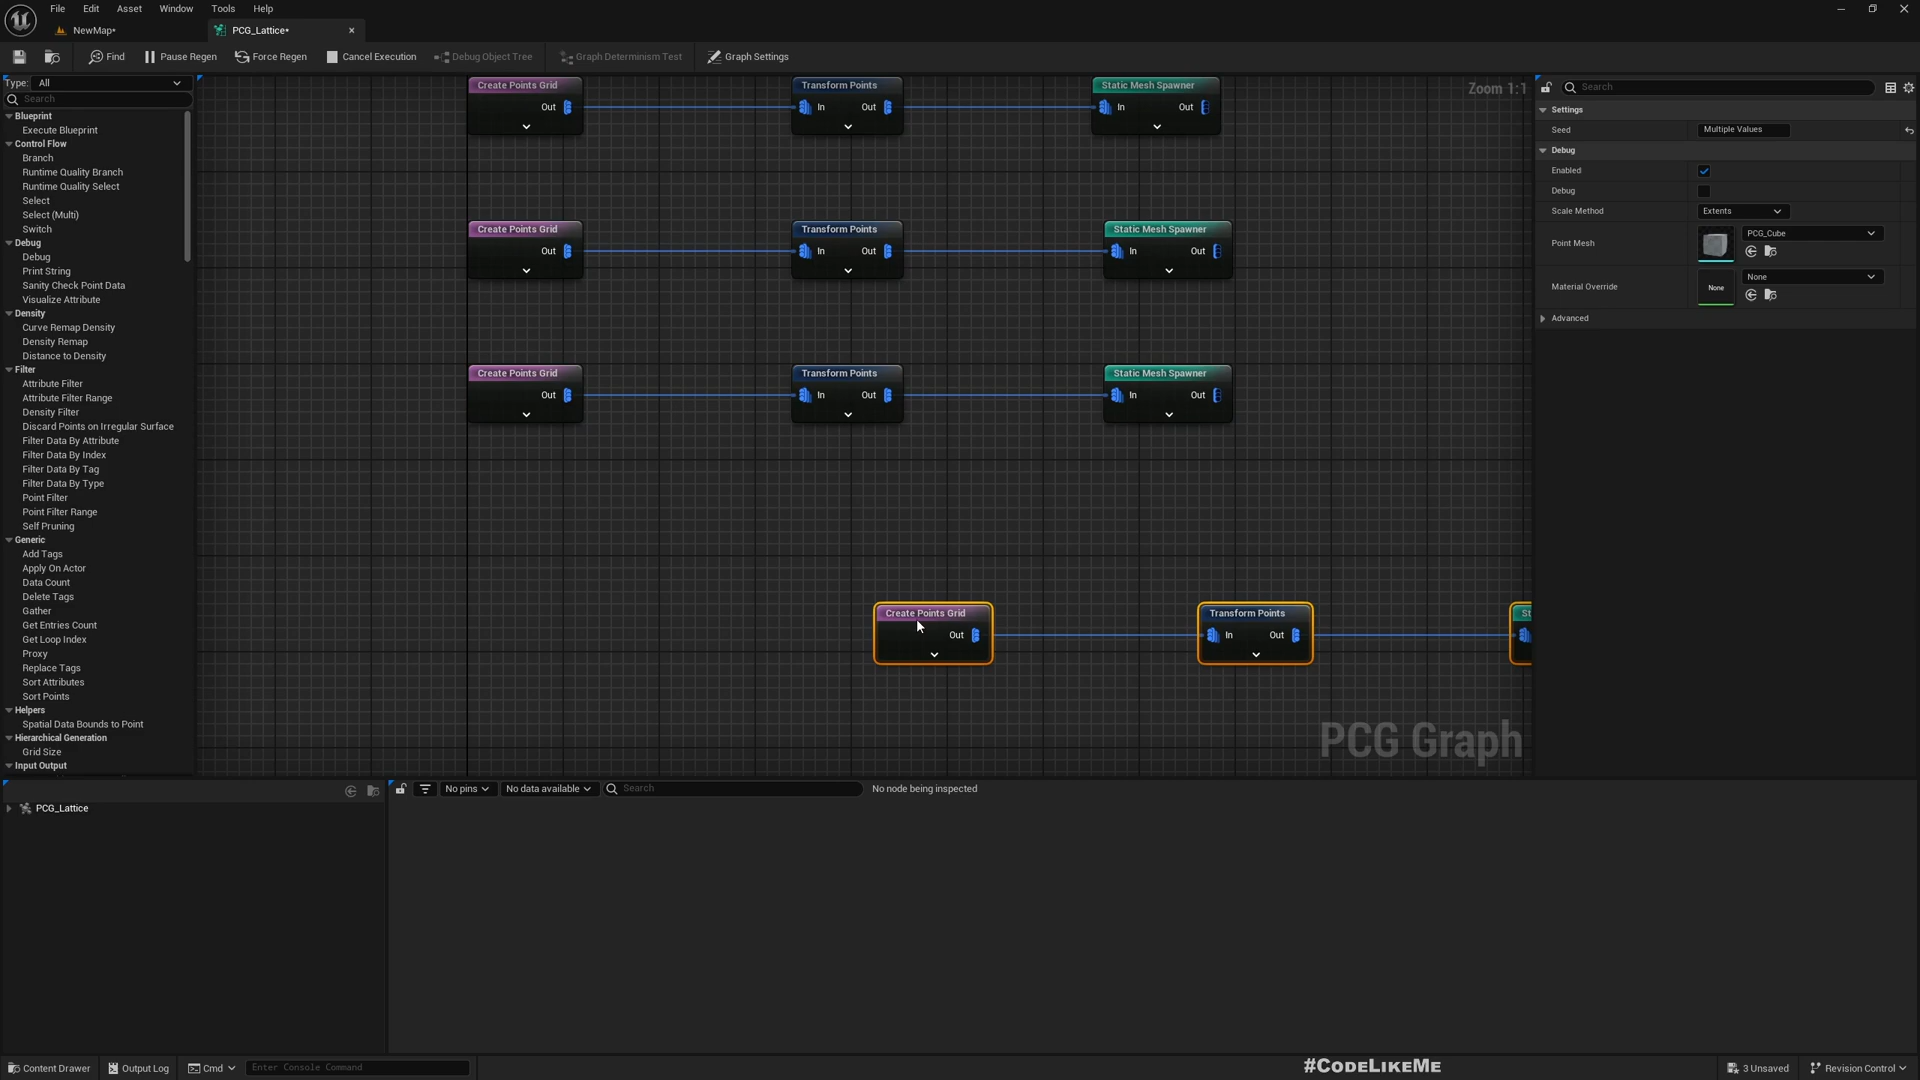 File Edit Asset Window Tools Help
NewMap*
PCG_Lattice*
Find
Pause Regen
Force Regen
Cancel Execution
Debug Object Tree
Graph Determinism Test
Graph Settings
Type: All
Search
Blueprint
Execute Blueprint
Control Flow
Branch
Runtime Quality Branch
Runtime Quality Select
Select
Select (Multi)
Switch
Debug
Debug
Print String
Sanity Check Point Data
Visualize Attribute
Density
Curve Remap Density
Density Remap
Distance to Density
Filter
Attribute Filter
Attribute Filter Range
Density Filter
Discard Points on Irregular Surface
Filter Data By Attribute
Filter Data By Index
Filter Data By Tag
Filter Data By Type
Point Filter
Point Filter Range
Self Pruning
Generic
Add Tags
Apply On Actor
Data Count
Delete Tags
Gather
Get Entries Count
Get Loop Index
Proxy
Replace Tags
Sort Attributes
Sort Points
Helpers
Spatial Data Bounds to Point
Hierarchical Generation
Grid Size
Input Output
Zoom 1:1
Create Points Grid
Out
Transform Points
In Out
Static Mesh Spawner
In Out
Create Points Grid
Out
Transform Points
In Out
Static Mesh Spawner
In Out
Create Points Grid
Out
Transform Points
In Out
Static Mesh Spawner
In Out
Create Points Grid
Out
Transform Points
In Out
St
PCG Graph
Search
Settings
Seed
Multiple Values
Debug
Enabled
Debug
Scale Method
Extents
Point Mesh
PCG_Cube
Material Override
None
None
Advanced
PCG_Lattice
No pins
No data available
Search
No node being inspected
Content Drawer
Output Log
Cmd
Enter Console Command
#CodeLikeMe
3 Unsaved
Revision Control